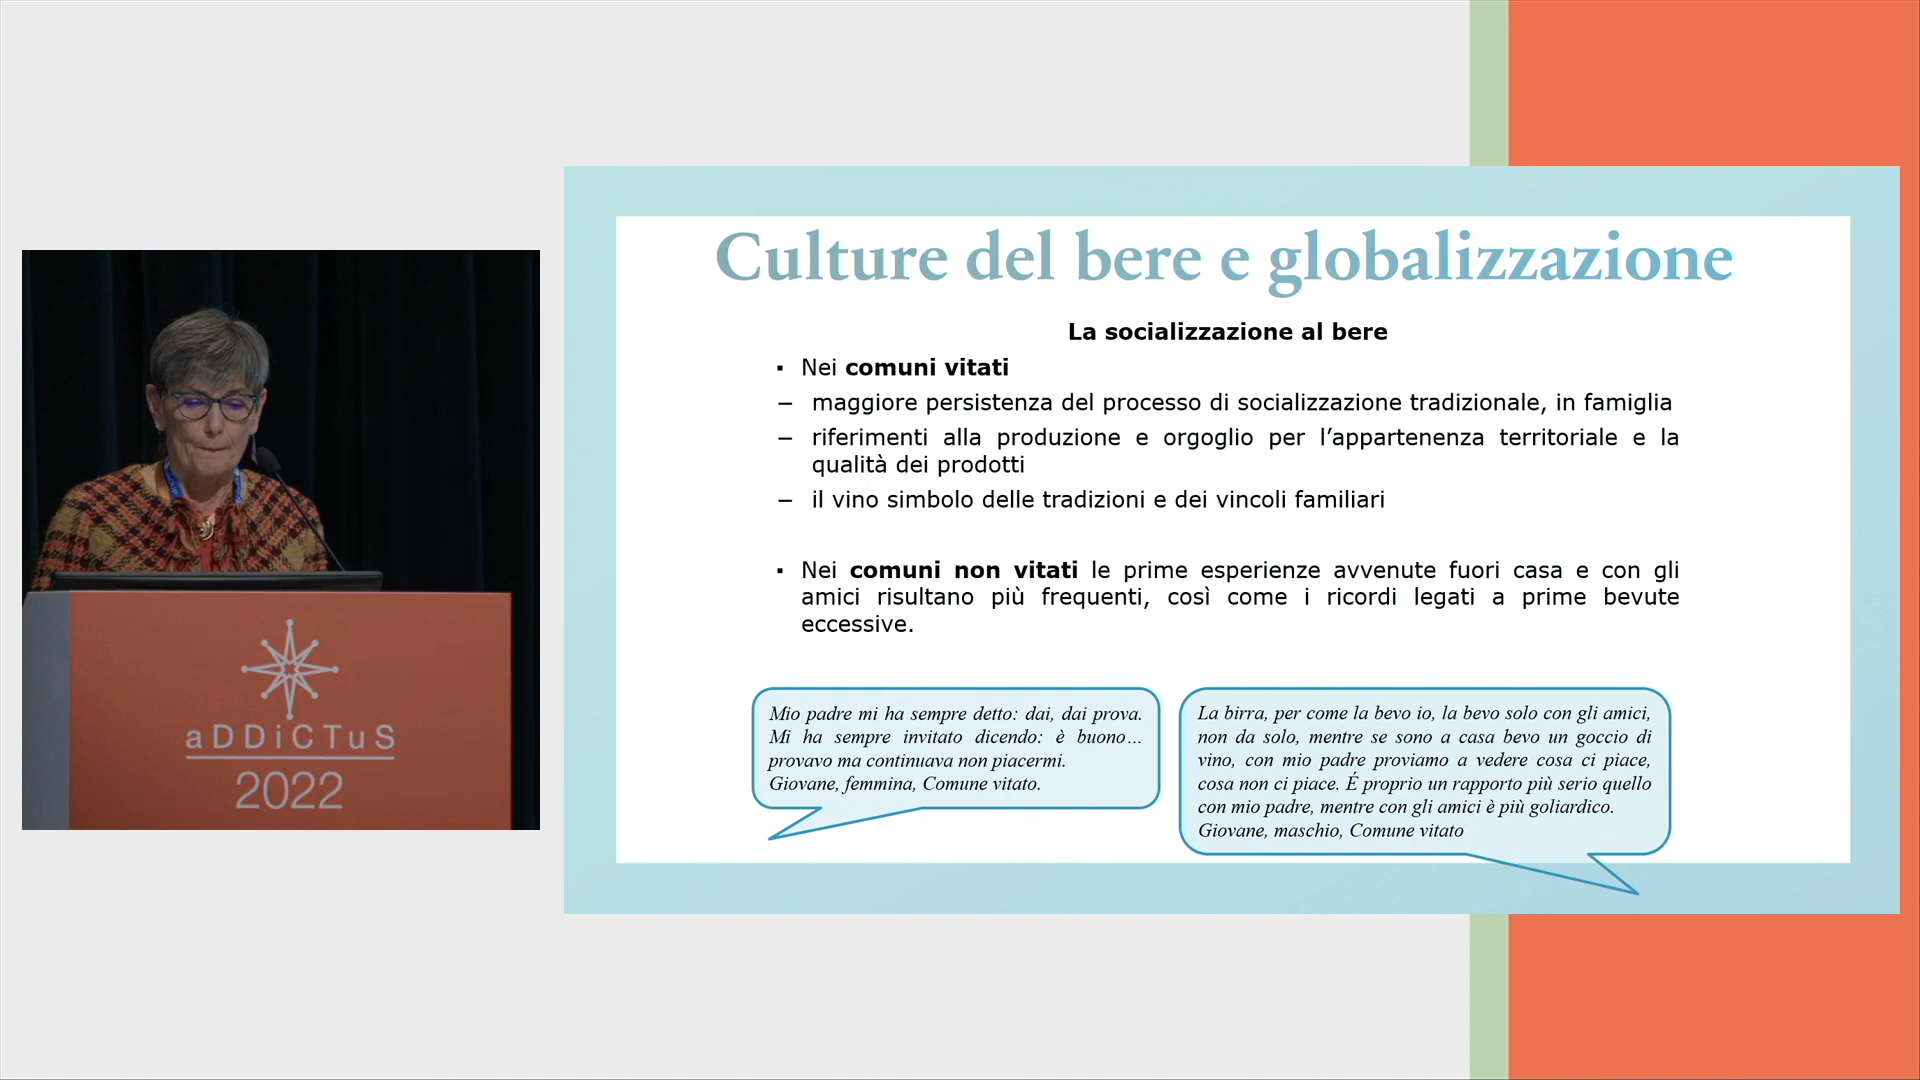 Culture del bere e globalizzazione
La socializzazione al bere
▪ Nei comuni vitati
– maggiore persistenza del processo di socializzazione tradizionale, in famiglia
– riferimenti alla produzione e orgoglio per l’appartenenza territoriale e la
qualità dei prodotti
– il vino simbolo delle tradizioni e dei vincoli familiari
▪ Nei comuni non vitati le prime esperienze avvenute fuori casa e con gli
amici risultano più frequenti, così come i ricordi legati a prime bevute
eccessive.
Mio padre mi ha sempre detto: dai, dai prova.
Mi ha sempre invitato dicendo: è buono…
provavo ma continuava non piacermi.
Giovane, femmina, Comune vitato.
La birra, per come la bevo io, la bevo solo con gli amici,
non da solo, mentre se sono a casa bevo un goccio di
vino, con mio padre proviamo a vedere cosa ci piace,
cosa non ci piace. É proprio un rapporto più serio quello
con mio padre, mentre con gli amici è più goliardico.
Giovane, maschio, Comune vitato
aDDiCTuS
2022